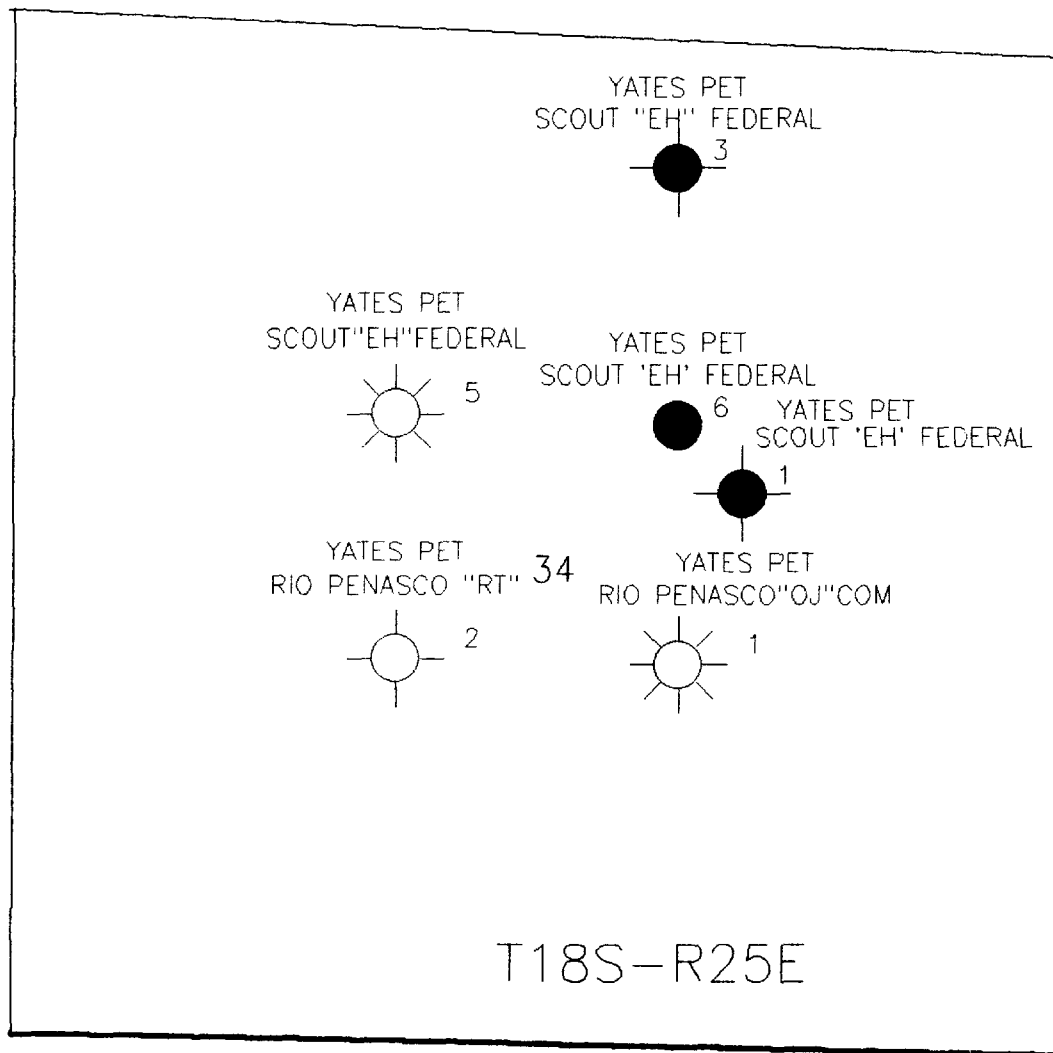 YATES PET
SCOUT "EH" FEDERAL
3
YATES PET
SCOUT"EH"FEDERAL
5
YATES PET
SCOUT 'EH' FEDERAL
6
YATES PET
SCOUT 'EH' FEDERAL
1
YATES PET
RIO PENASCO "RT"
2
34
YATES PET
RIO PENASCO"OJ"COM
1
T18S-R25E